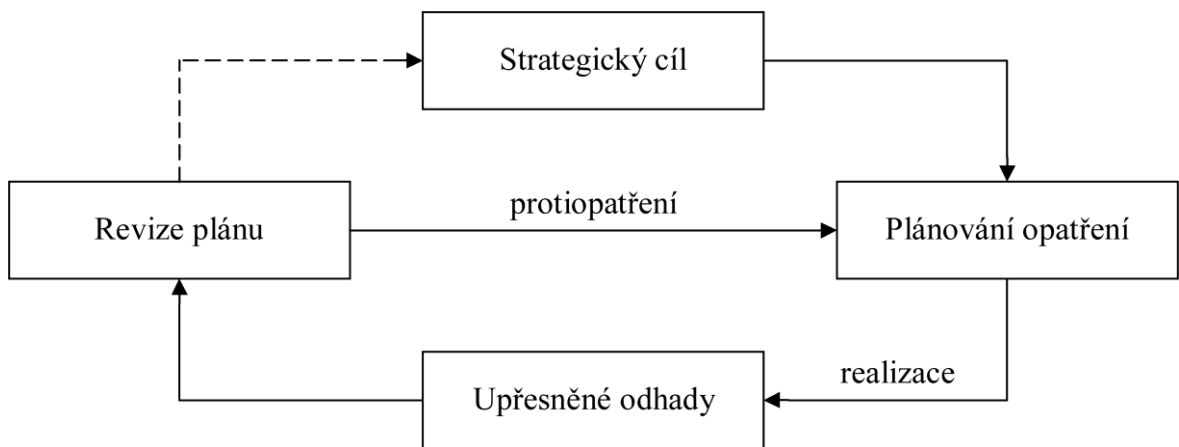 Strategický cíl
protiopatření
Revize plánu
Plánování opatření
realizace
Upřesněné odhady